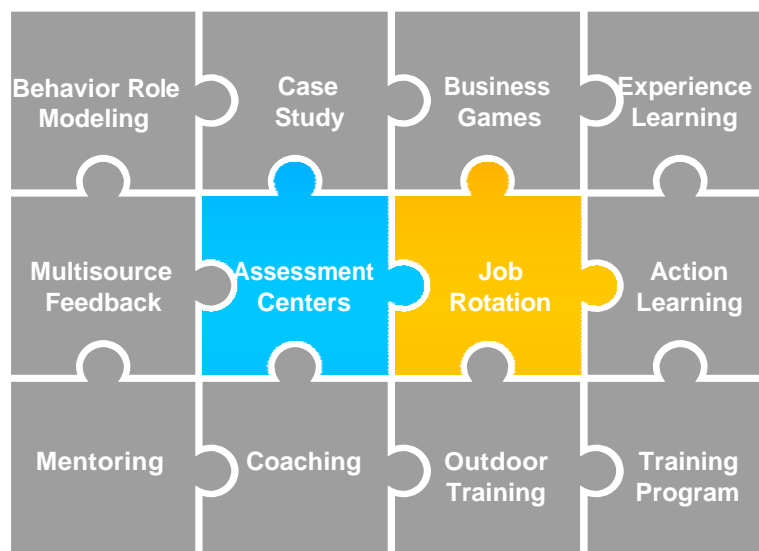 Behavior Role
Modeling
Case
Study
Business
Games
Experience
Learning
Multisource
Feedback
Assessment
Centers
Job
Rotation
Action
Learning
Mentoring
Coaching
Outdoor
Training
Training
Program